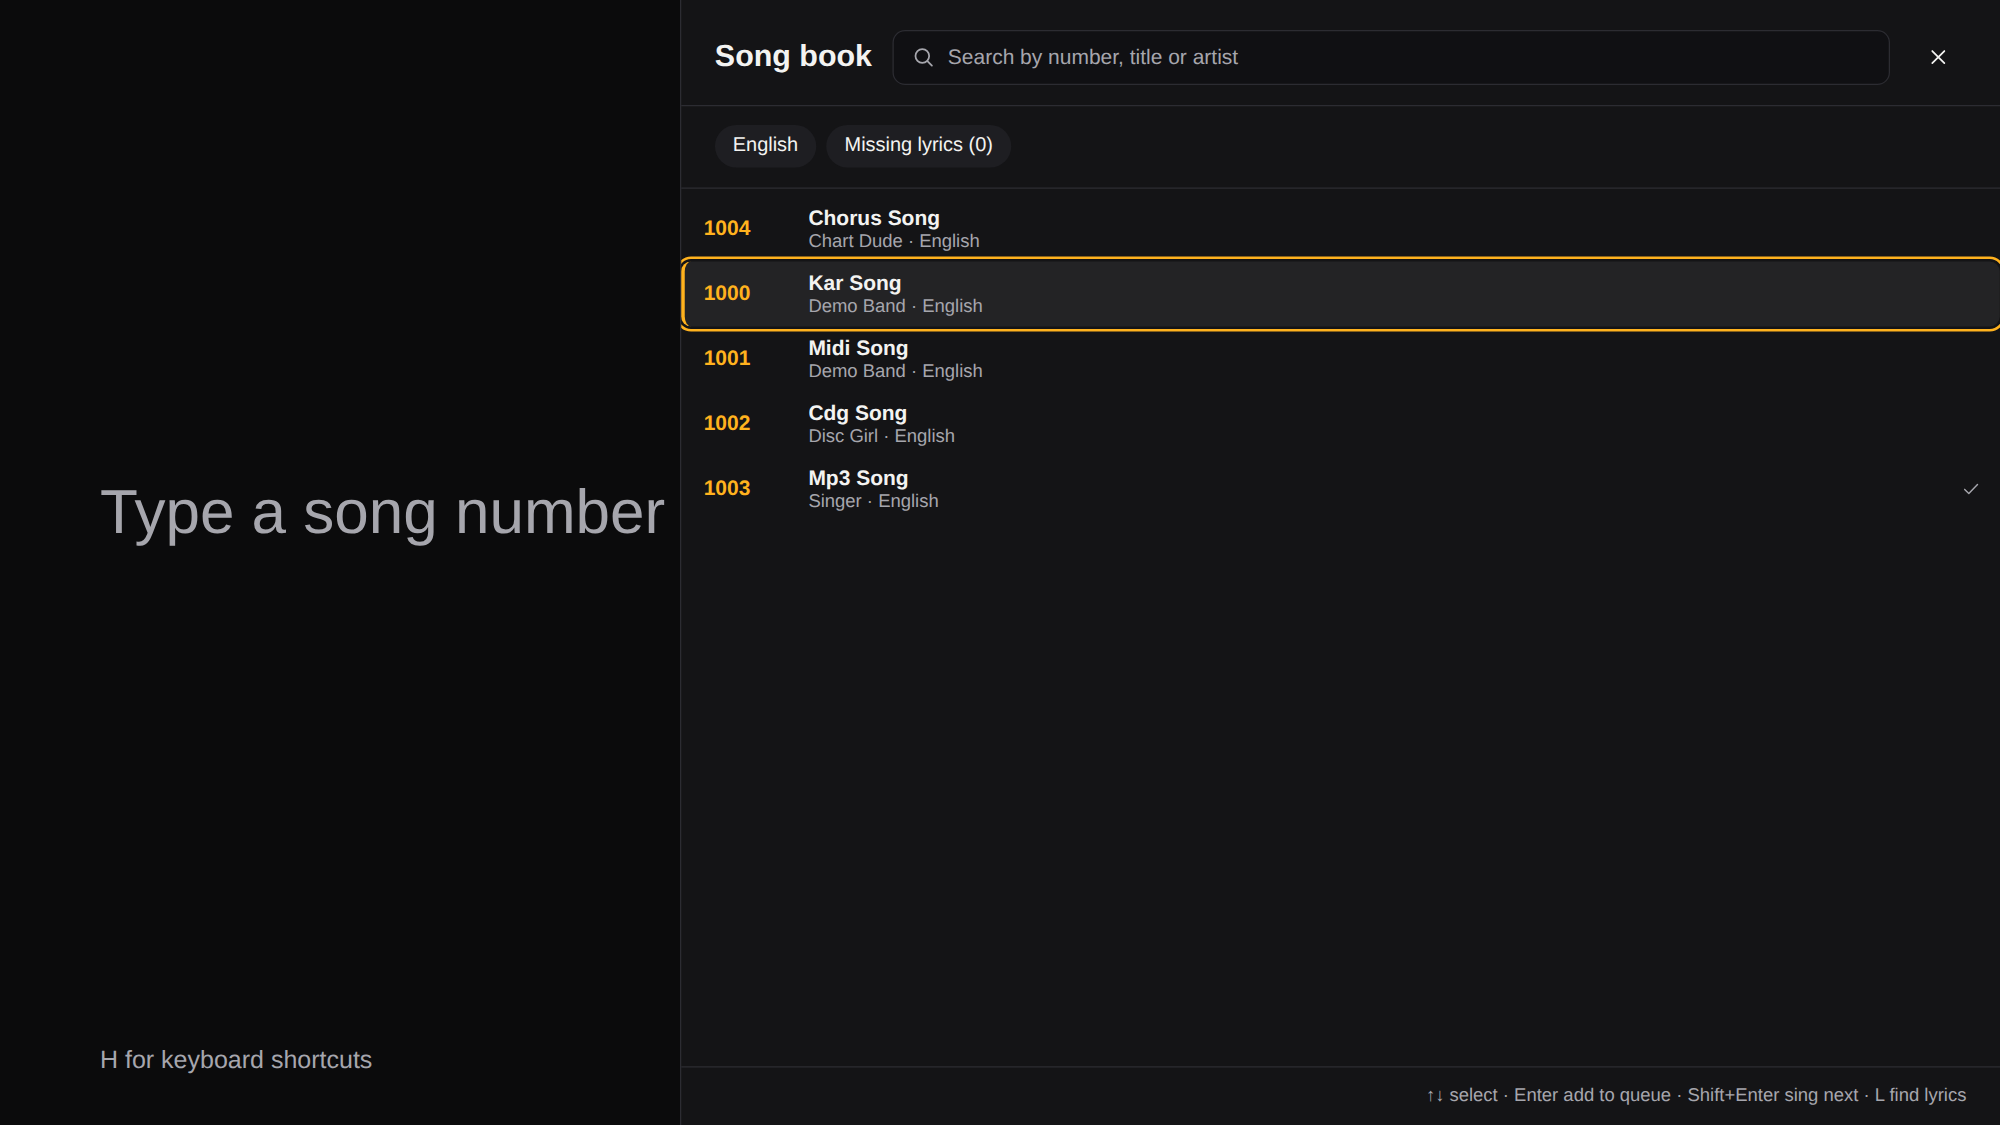 Song book
Search by number, title or artist
English
Missing lyrics (0)
1004
Chorus Song
Chart Dude · English
1000
Kar Song
Demo Band · English
1001
Midi Song
Demo Band · English
1002
Cdg Song
Disc Girl · English
1003
Mp3 Song
Singer · English
Type a song number
H for keyboard shortcuts
↑↓ select · Enter add to queue · Shift+Enter sing next · L find lyrics